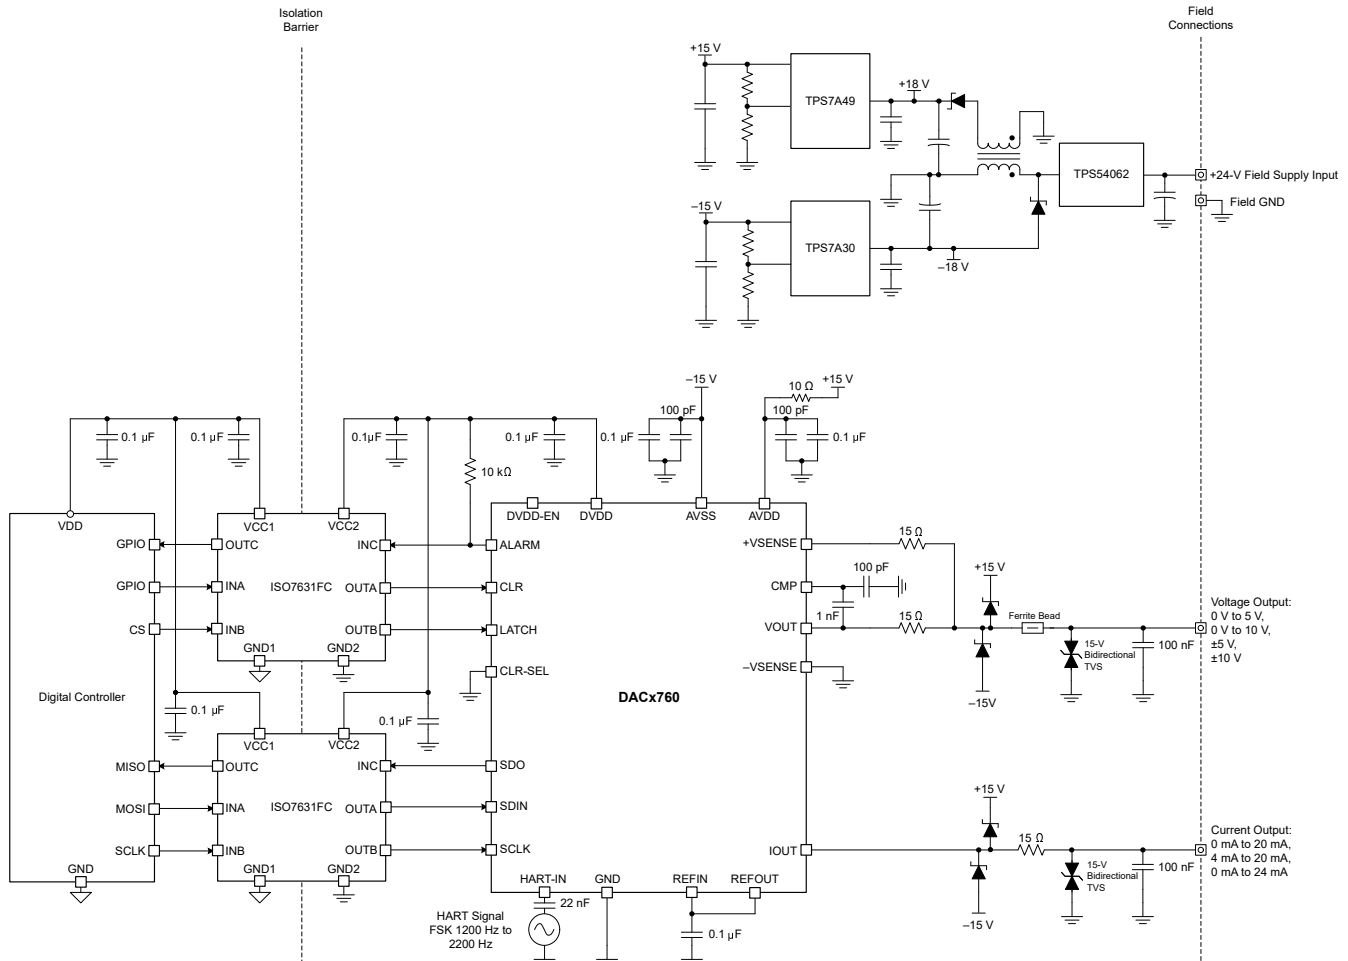 Isolation
Barrier
Field
Connections
+15 V
TPS7A49
+18 V
TPS54062
+24-V Field Supply Input
Field GND
–15 V
TPS7A30
–18 V
–15 V
10 Ω
+15 V
100 pF
100 pF
0.1 µF
0.1 µF
0.1µF
0.1 µF
0.1 µF
0.1 µF
10 kΩ
VDD
VCC1
VCC2
DVDD-EN
DVDD
AVSS
AVDD
GPIO
OUTC
INC
ALARM
+VSENSE
15 Ω
GPIO
INA
ISO7631FC
OUTA
CLR
CMP
100 pF
+15 V
1 nF
CS
INB
OUTB
LATCH
VOUT
15 Ω
Ferrite Bead
Voltage Output:
0 V to 5 V,
0 V to 10 V,
±5 V,
±10 V
15-V
Bidirectional
TVS
100 nF
GND1
GND2
CLR-SEL
–VSENSE
–15V
Digital Controller
DACx760
0.1 µF
0.1 µF
VCC1
VCC2
MISO
OUTC
INC
SDO
+15 V
MOSI
INA
ISO7631FC
OUTA
SDIN
SCLK
INB
OUTB
SCLK
IOUT
15 Ω
Current Output:
0 mA to 20 mA,
4 mA to 20 mA,
0 mA to 24 mA
15-V
Bidirectional
TVS
100 nF
–15 V
GND
GND1
GND2
HART-IN
GND
REFIN
REFOUT
22 nF
HART Signal
FSK 1200 Hz to
2200 Hz
0.1 µF